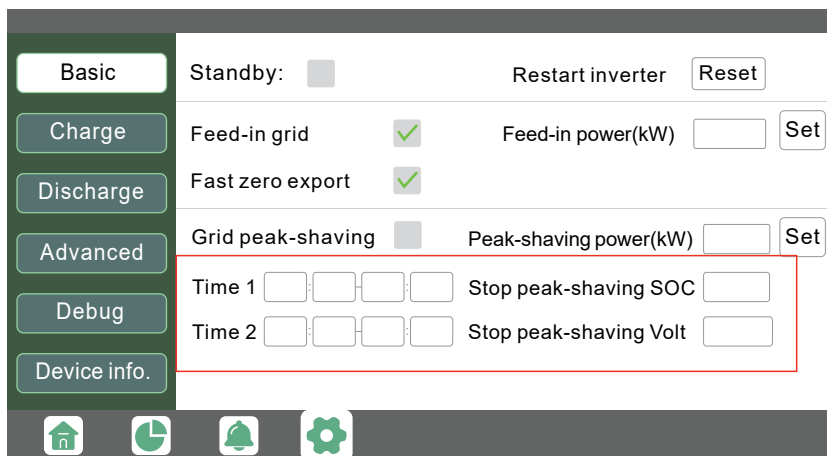 Basic
Standby:
Restart inverter
Reset
Charge
Feed-in grid
Feed-in power(kW)
Set
Discharge
Fast zero export
Advanced
Grid peak-shaving
Peak-shaving power(kW)
Set
Time 1 : - :
Stop peak-shaving SOC
Debug
Time 2 : - :
Stop peak-shaving Volt
Device info.